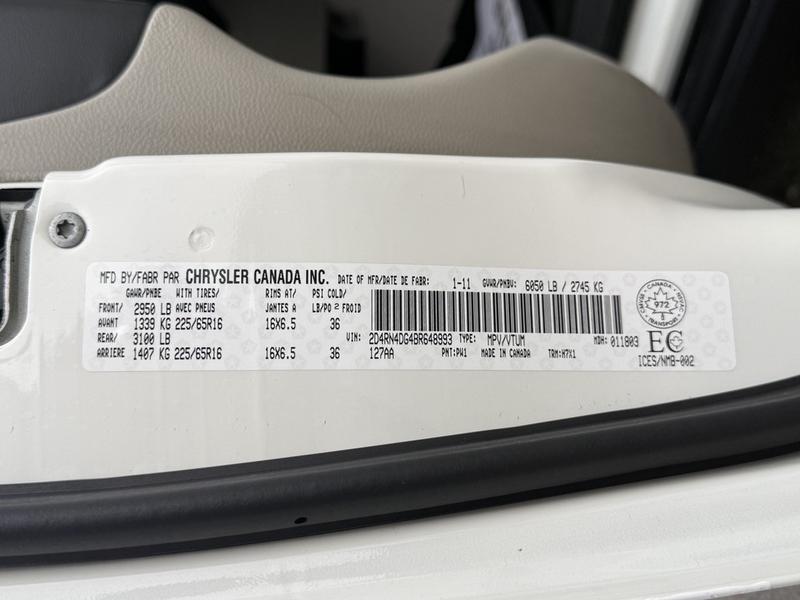 MFD BY/FABR PAR CHRYSLER CANADA INC. DATE OF MFR/DATE DE FABR: 1-11 GVWR/PNBV: 6050 LB / 2745 KG
GAWR/PNBE WITH TIRES/ RIMS AT/ PSI COLD/
FRONT/ 2950 LB AVEC PNEUS JANTES A LB/PO 2 FROID
AVANT 1339 KG 225/65R16 16X6.5 36
REAR/ 3100 LB VIN: 2D4RN4DG4BR648993 TYPE: MPV/VTUM MDH: 011803
ARRIERE 1407 KG 225/65R16 16X6.5 36 127AA PNT:PW1 MADE IN CANADA TRM:H7X1
CANADA
972
TRANSPORT
EC
ICES/NMB-002